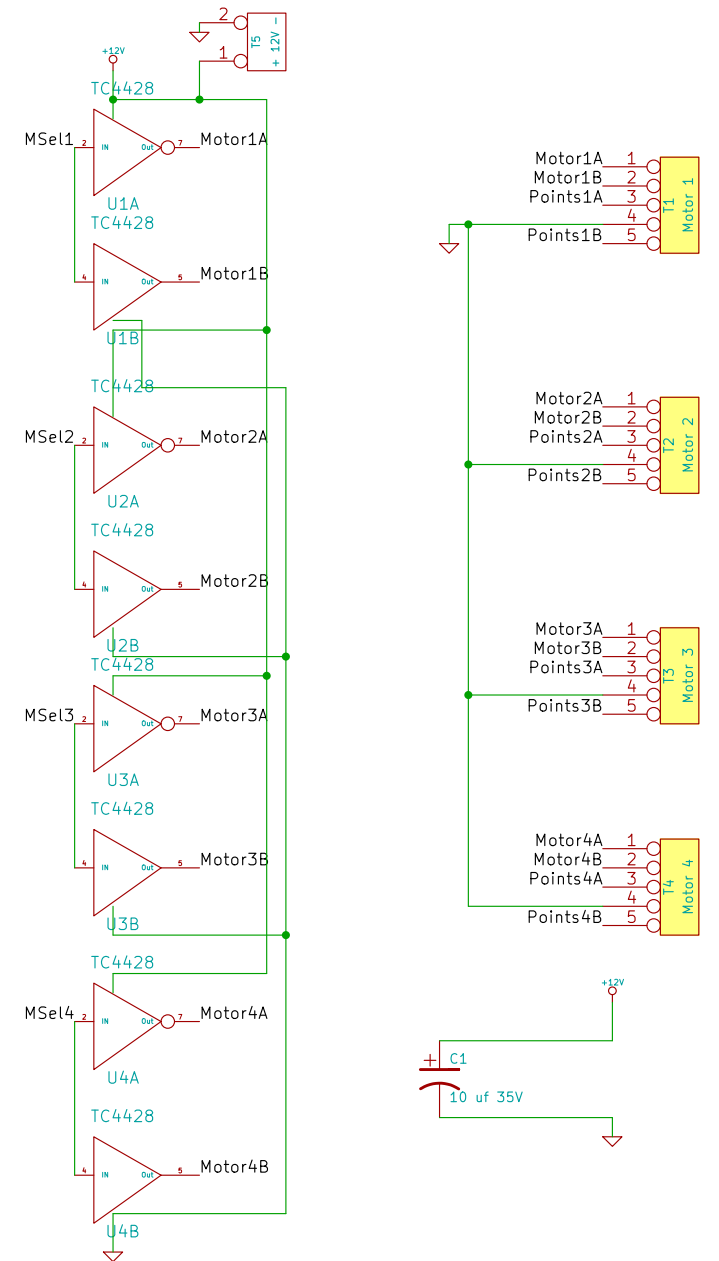 2
1
T5
+ 12V -
+12V
TC4428
MSel1
2
IN
Out
7
Motor1A
U1A
TC4428
4
IN
Out
5
Motor1B
U1B
TC4428
MSel2
2
IN
Out
7
Motor2A
U2A
TC4428
4
IN
Out
5
Motor2B
U2B
TC4428
MSel3
2
IN
Out
7
Motor3A
U3A
TC4428
4
IN
Out
5
Motor3B
U3B
TC4428
MSel4
2
IN
Out
7
Motor4A
U4A
TC4428
4
IN
Out
5
Motor4B
U4B
Motor1A 1
Motor1B 2
Points1A 3
4
Points1B 5
T1
Motor 1
Motor2A 1
Motor2B 2
Points2A 3
4
Points2B 5
T2
Motor 2
Motor3A 1
Motor3B 2
Points3A 3
4
Points3B 5
T3
Motor 3
Motor4A 1
Motor4B 2
Points4A 3
4
Points4B 5
T4
Motor 4
+12V
+
C1
10 uf 35V